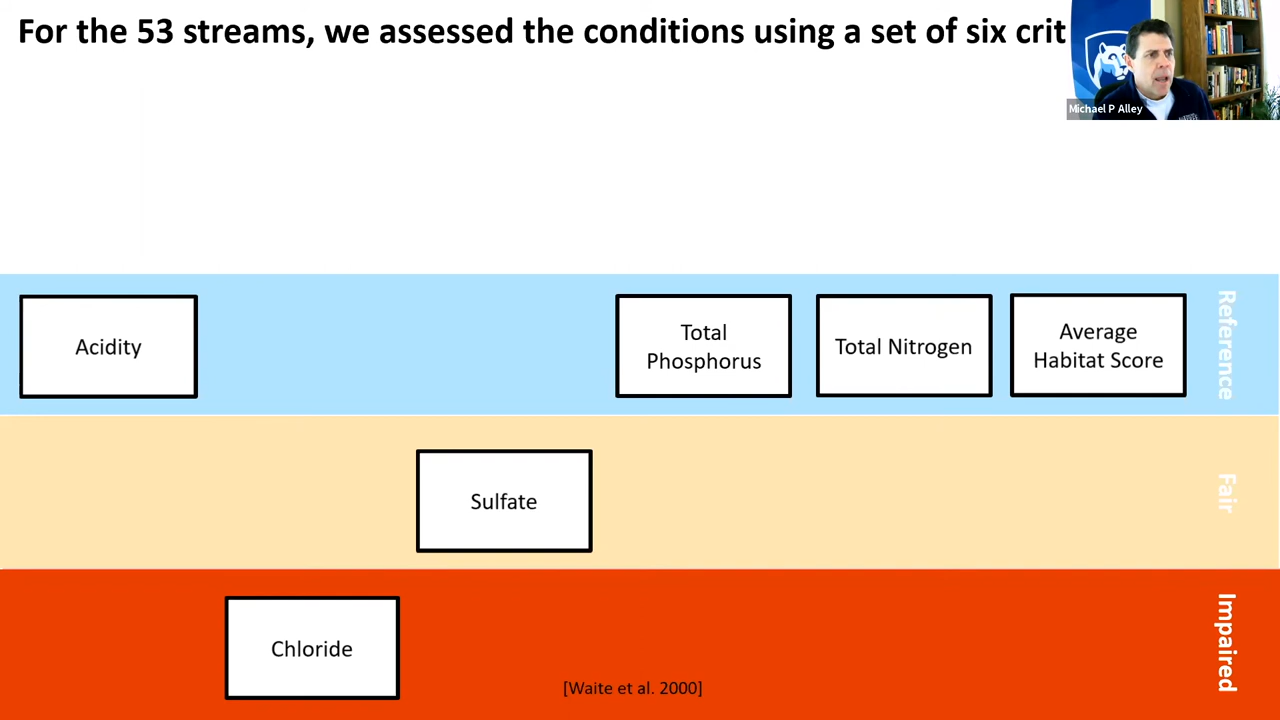 For the 53 streams, we assessed the conditions using a set of six crit
Michael P Alley
Acidity
Total
Phosphorus
Total Nitrogen
Average
Habitat Score
Reference
Sulfate
Fair
Chloride
Impaired
[Waite et al. 2000]